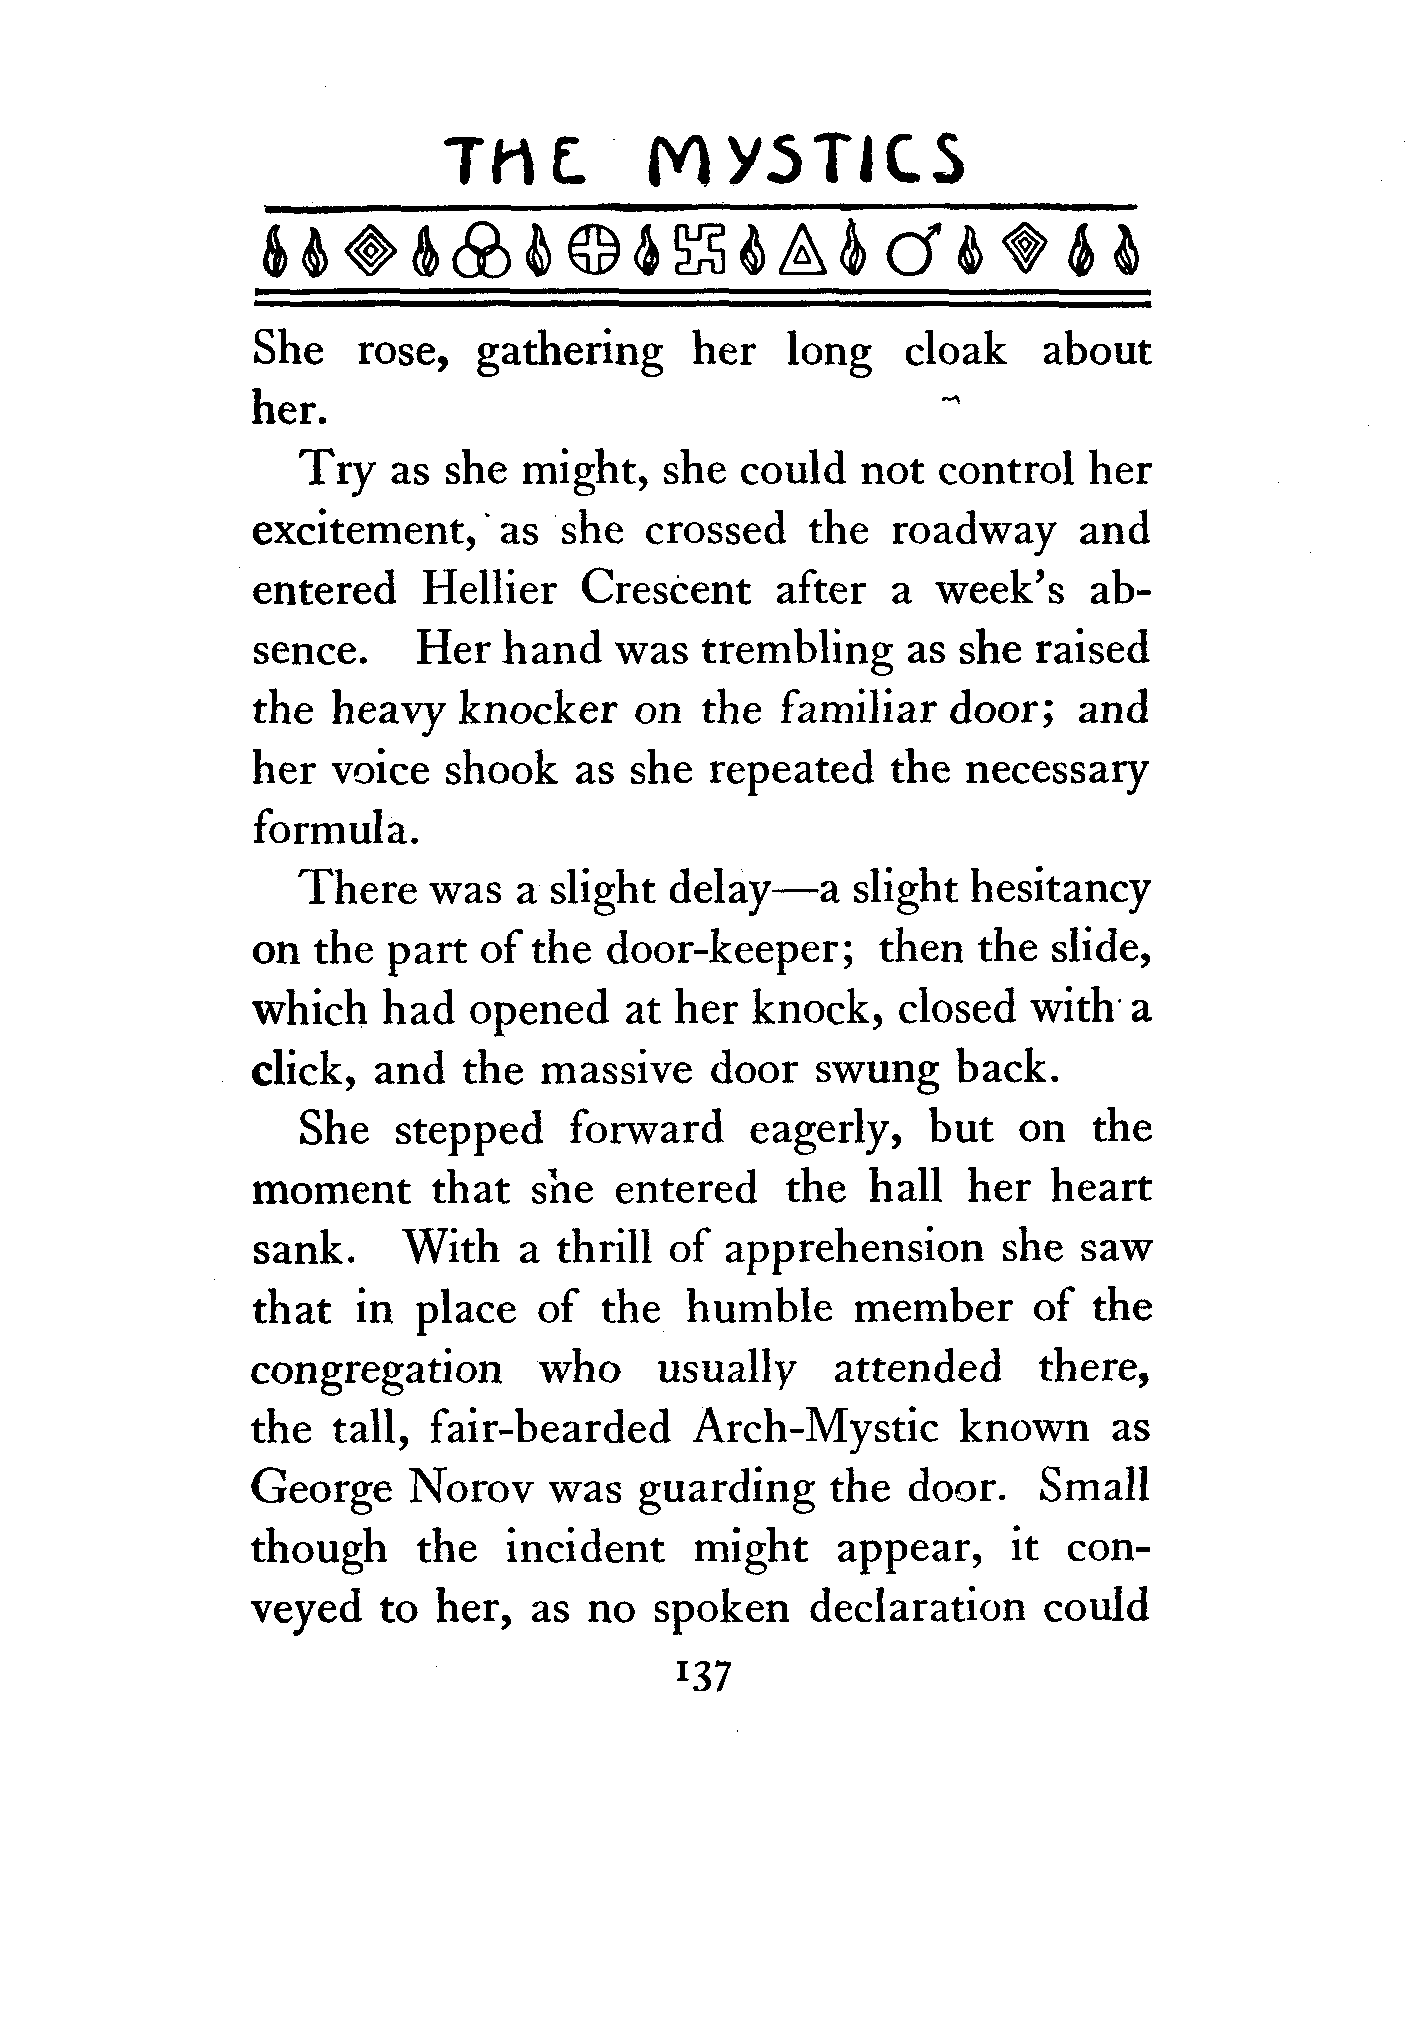 THE MYSTICS
She rose, gathering her long cloak about
her.
Try as she might, she could not control her
excitement, as she crossed the roadway and
entered Hellier Crescent after a week's ab-
sence. Her hand was trembling as she raised
the heavy knocker on the familiar door; and
her voice shook as she repeated the necessary
formula.
There was a slight delay—a slight hesitancy
on the part of the door-keeper; then the slide,
which had opened at her knock, closed with a
click, and the massive door swung back.
She stepped forward eagerly, but on the
moment that she entered the hall her heart
sank. With a thrill of apprehension she saw
that in place of the humble member of the
congregation who usually attended there,
the tall, fair-bearded Arch-Mystic known as
George Norov was guarding the door. Small
though the incident might appear, it con-
veyed to her, as no spoken declaration could
137